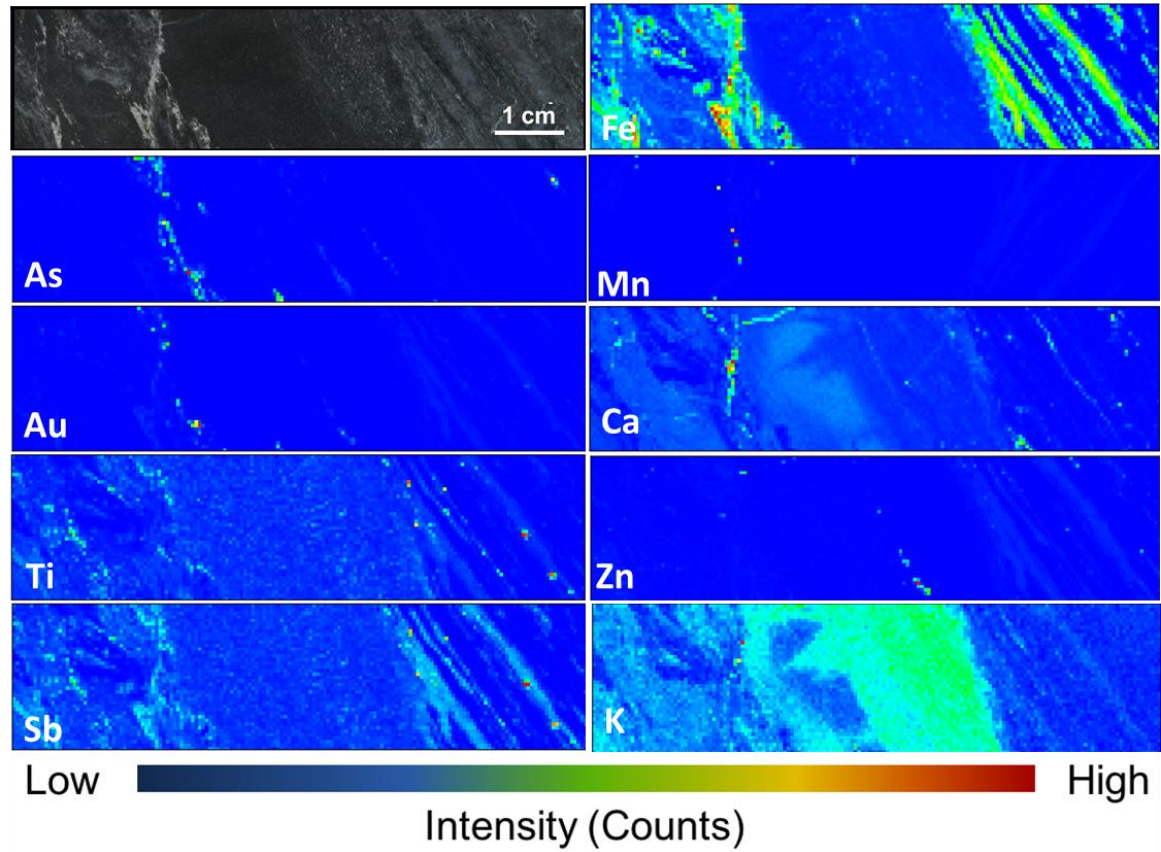 1 cm
Fe
As
Mn
Au
Ca
Ti
Zn
Sb
K
Low
High
Intensity (Counts)